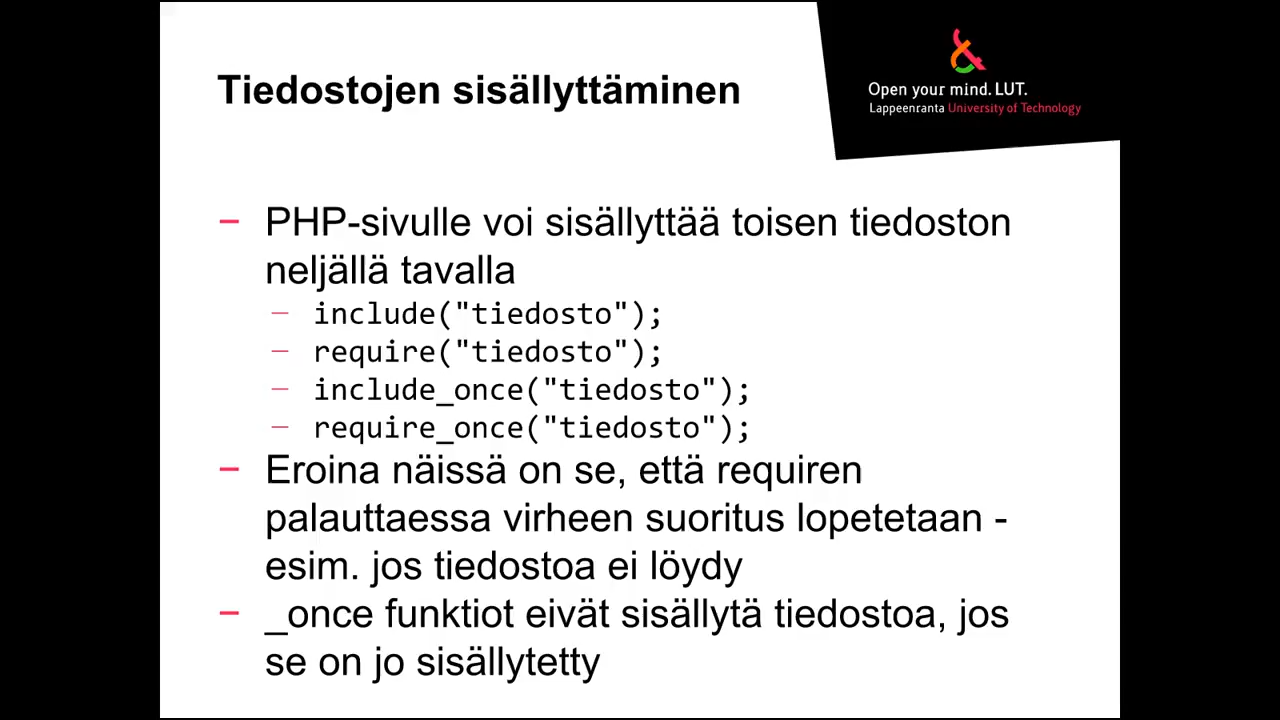 Tiedostojen sisällyttäminen
Open your mind. LUT.
Lappeenranta University of Technology
– PHP-sivulle voi sisällyttää toisen tiedoston
neljällä tavalla
– include("tiedosto");
– require("tiedosto");
– include_once("tiedosto");
– require_once("tiedosto");
– Eroina näissä on se, että requiren
palauttaessa virheen suoritus lopetetaan -
esim. jos tiedostoa ei löydy
– _once funktiot eivät sisällytä tiedostoa, jos
se on jo sisällytetty